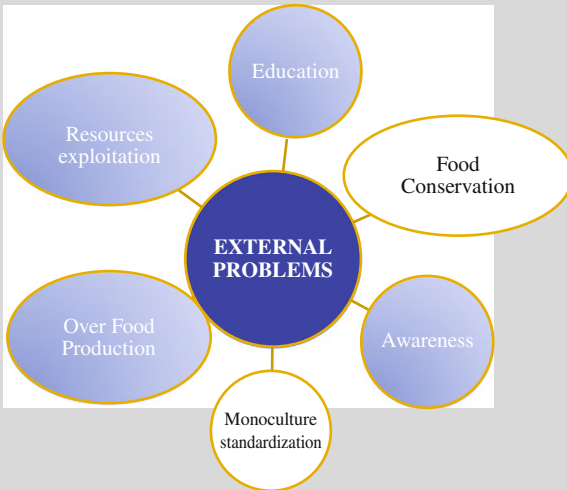 Education
Resources
exploitation
Food
Conservation
EXTERNAL
PROBLEMS
Over Food
Production
Awareness
Monoculture
standardization